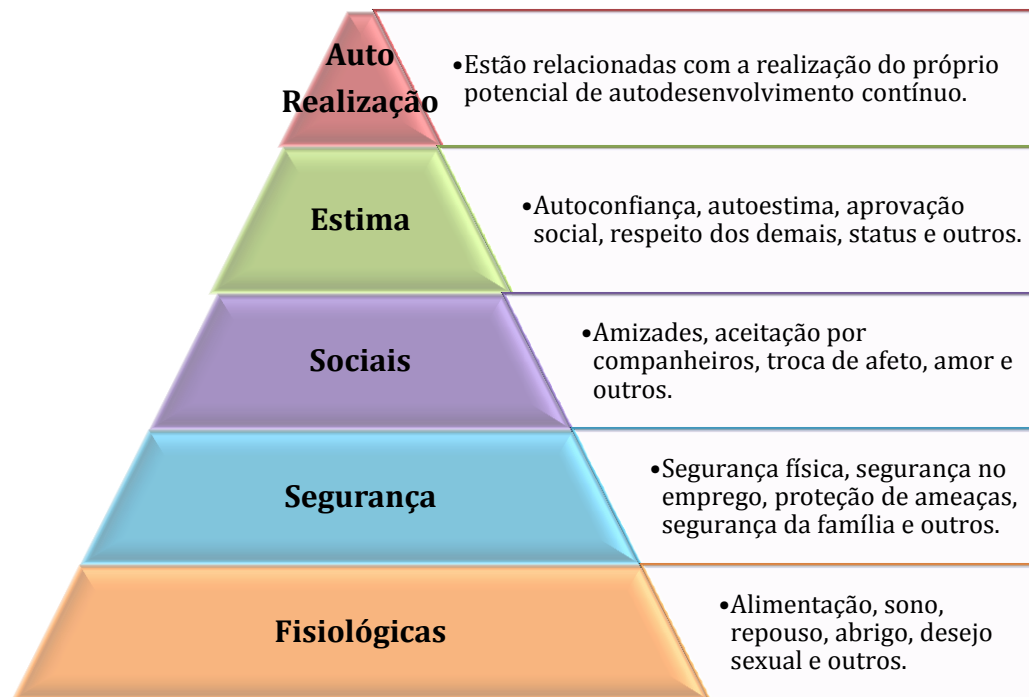 Auto
Realização
•Estão relacionadas com a realização do próprio
potencial de autodesenvolvimento contínuo.
Estima
•Autoconfiança, autoestima, aprovação
social, respeito dos demais, status e outros.
Sociais
•Amizades, aceitação por
companheiros, troca de afeto, amor e
outros.
Segurança
•Segurança física, segurança no
emprego, proteção de ameaças,
segurança da família e outros.
Fisiológicas
•Alimentação, sono,
repouso, abrigo, desejo
sexual e outros.